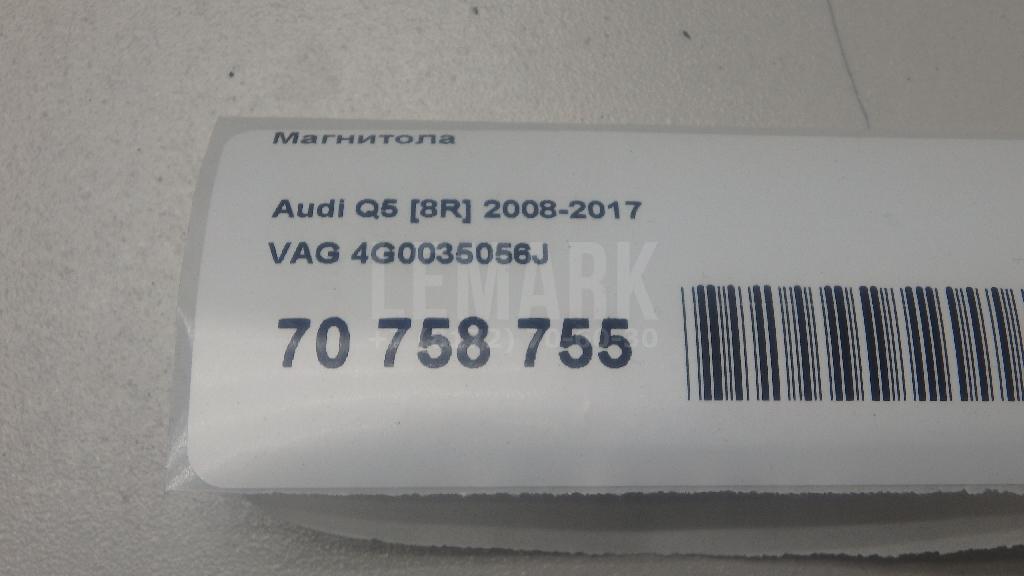 Магнитола
Audi Q5 [8R] 2008-2017
VAG 4G0035056J
LEMARK
70 758 755